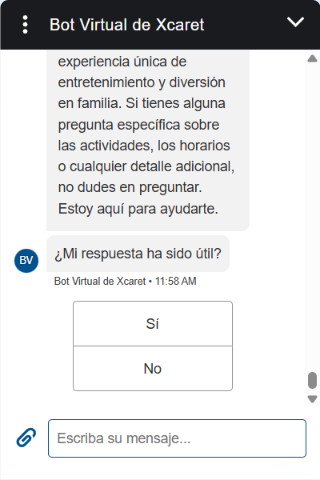 Bot Virtual de Xcaret
experiencia única de
entretenimiento y diversión
en familia. Si tienes alguna
pregunta específica sobre
las actividades, los horarios
o cualquier detalle adicional,
no dudes en preguntar.
Estoy aquí para ayudarte.
¿Mi respuesta ha sido útil?
BV
Bot Virtual de Xcaret • 11:58 AM
Sí
No
Escriba su mensaje...